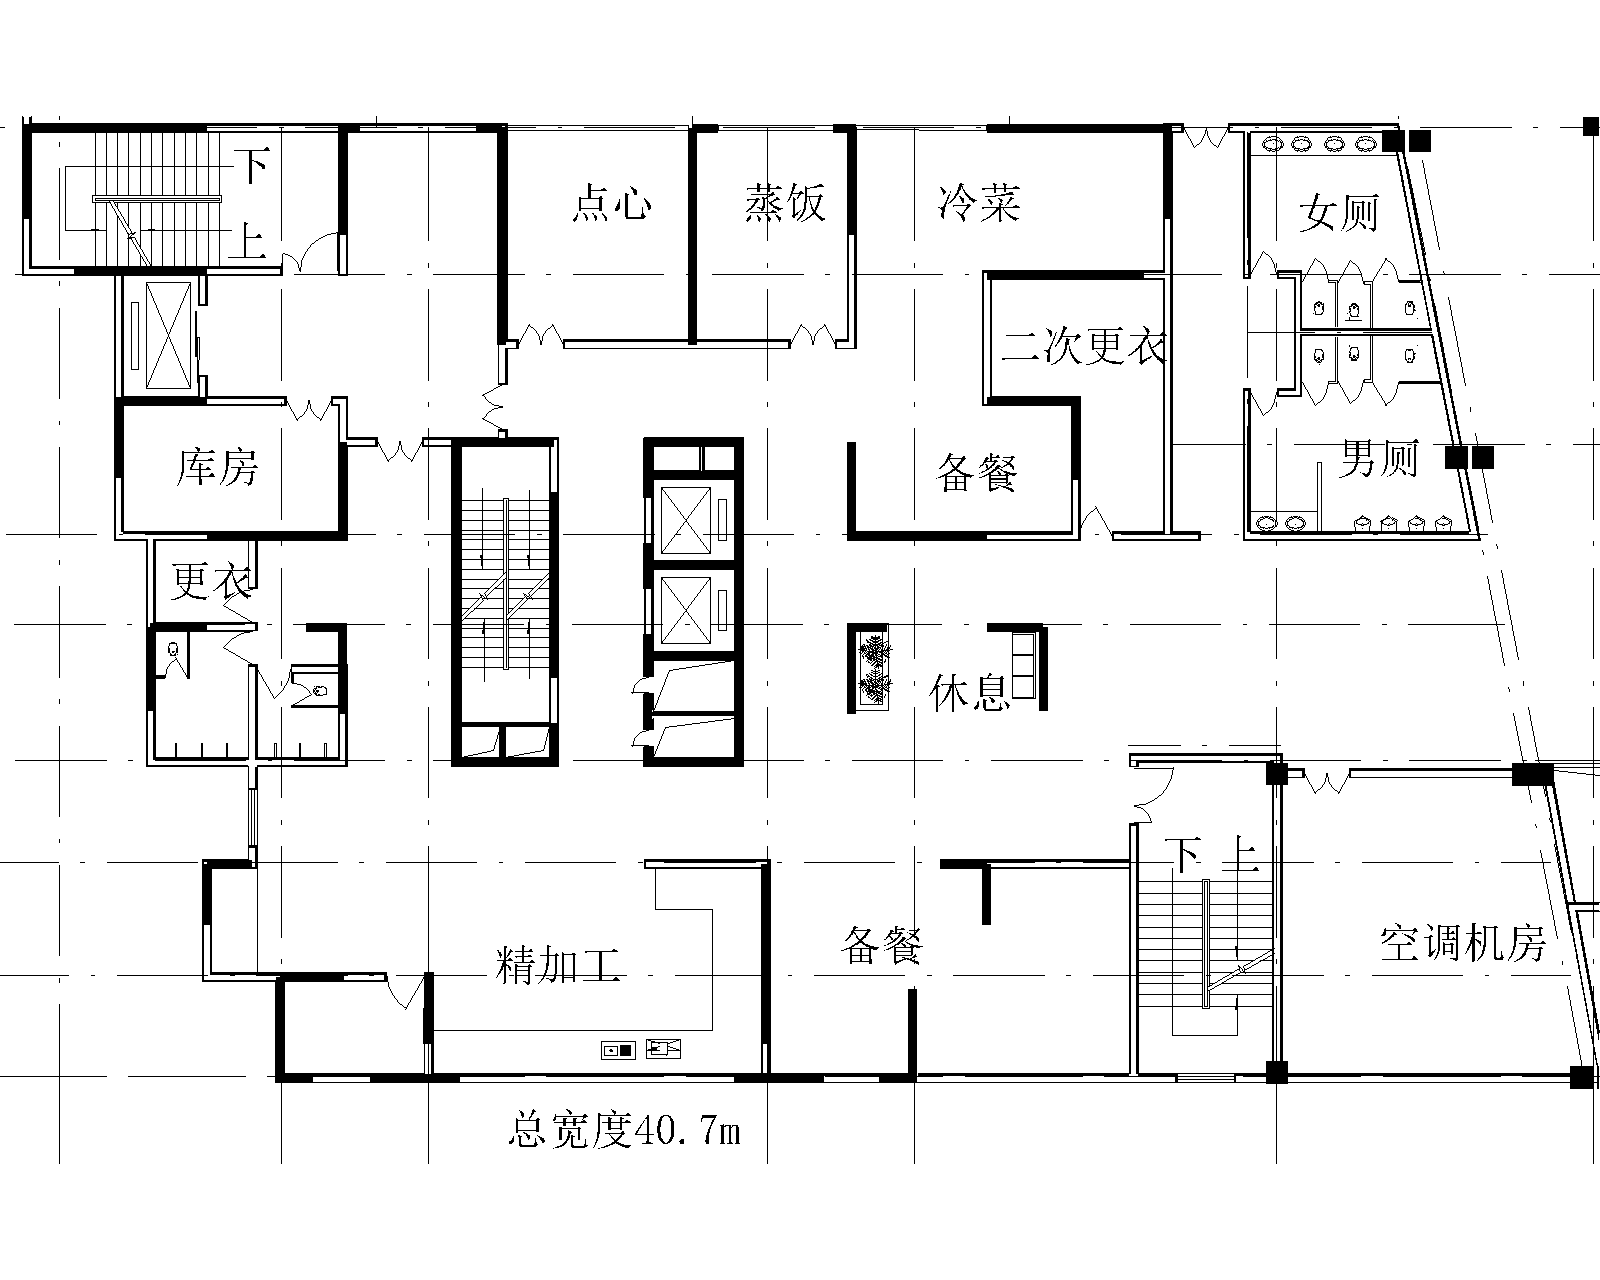 下
上
点心
蒸饭
冷菜
女厕
二次更衣
库房
备餐
男厕
更衣
休息
下 上
精加工
备餐
空调机房
总宽度40.7m